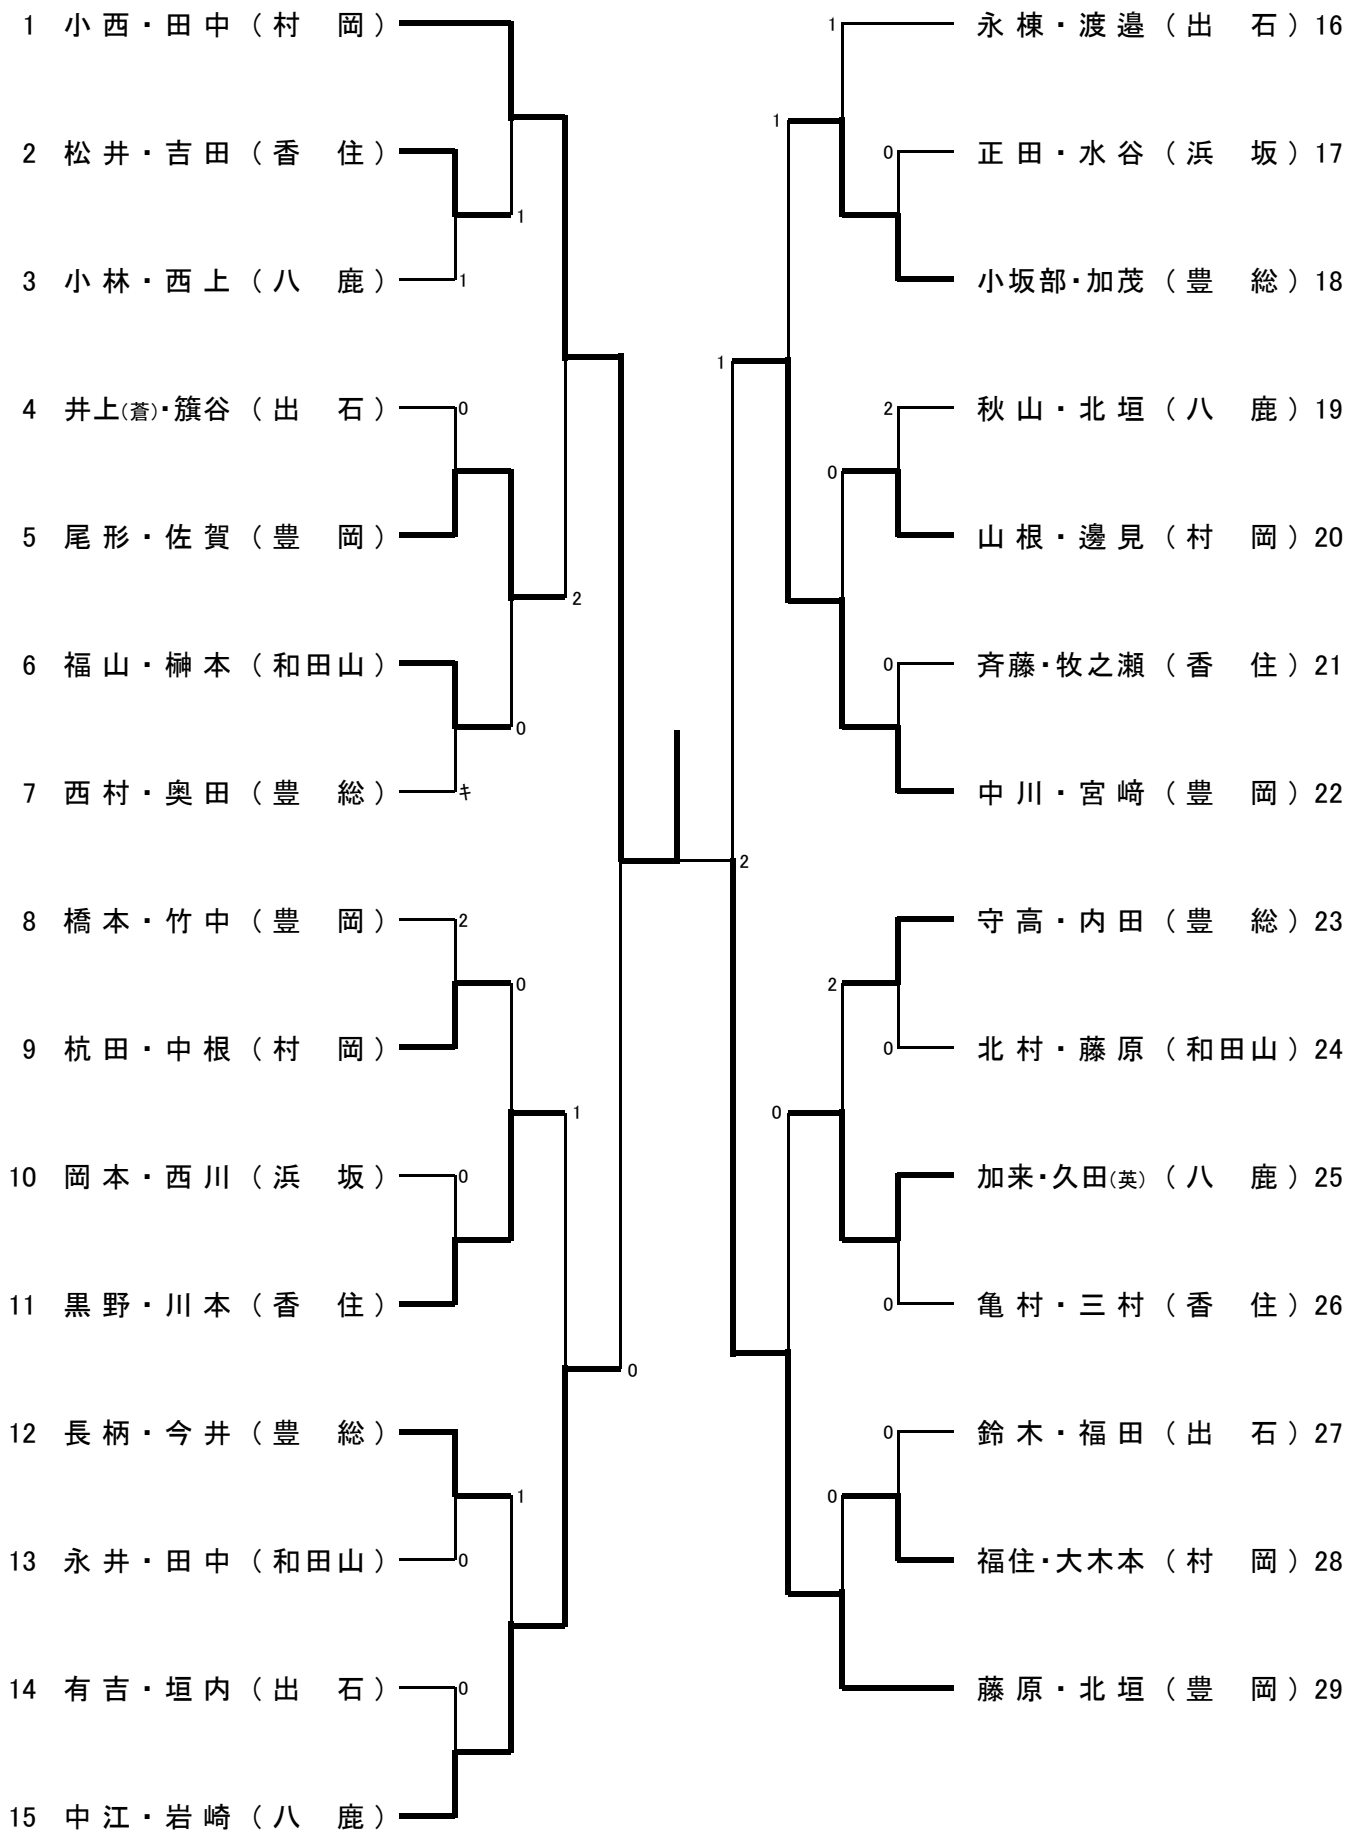 1 小西・田中（村 岡）
2 松井・吉田（香 住）
1
3 小林・西上（八 鹿）
1
4 井上(蒼)・籏谷（出 石）
0
5 尾形・佐賀（豊 岡）
2
6 福山・榊本（和田山）
0
7 西村・奥田（豊 総）
キ
8 橋本・竹中（豊 岡）
2
0
9 杭田・中根（村 岡）
1
10 岡本・西川（浜 坂）
0
11 黒野・川本（香 住）
0
12 長柄・今井（豊 総）
1
13 永井・田中（和田山）
0
14 有吉・垣内（出 石）
0
15 中江・岩崎（八 鹿）
1
永棟・渡邉（出 石）16
1
0
正田・水谷（浜 坂）17
小坂部・加茂（豊 総）18
1
2
秋山・北垣（八 鹿）19
0
山根・邊見（村 岡）20
0
斉藤・牧之瀬（香 住）21
中川・宮﨑（豊 岡）22
2
守高・内田（豊 総）23
2
0
北村・藤原（和田山）24
0
加来・久田(英)（八 鹿）25
0
亀村・三村（香 住）26
0
鈴木・福田（出 石）27
0
福住・大木本（村 岡）28
藤原・北垣（豊 岡）29